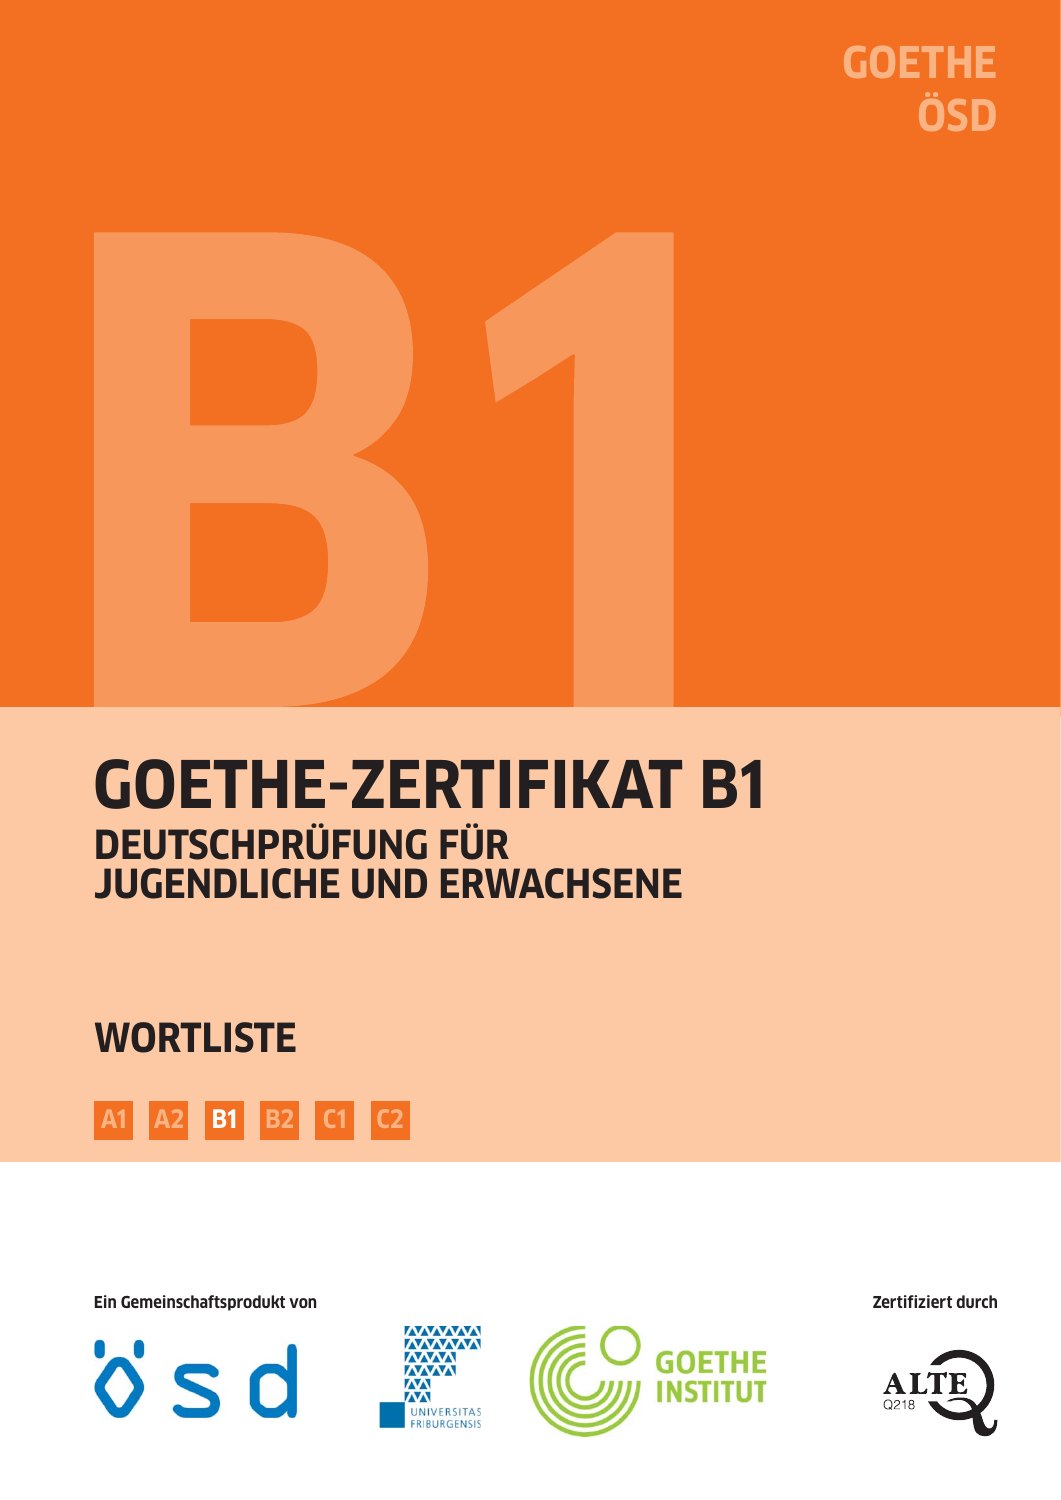 GOETHE
ÖSD
B1
GOETHE-ZERTIFIKAT B1
DEUTSCHPRÜFUNG FÜR
JUGENDLICHE UND ERWACHSENE
WORTLISTE
A1 A2 B1 B2 C1 C2
Ein Gemeinschaftsprodukt von
Zertifiziert durch
ösd
UNIVERSITAS
FRIBURGENSIS
GOETHE
INSTITUT
ALTE
Q218